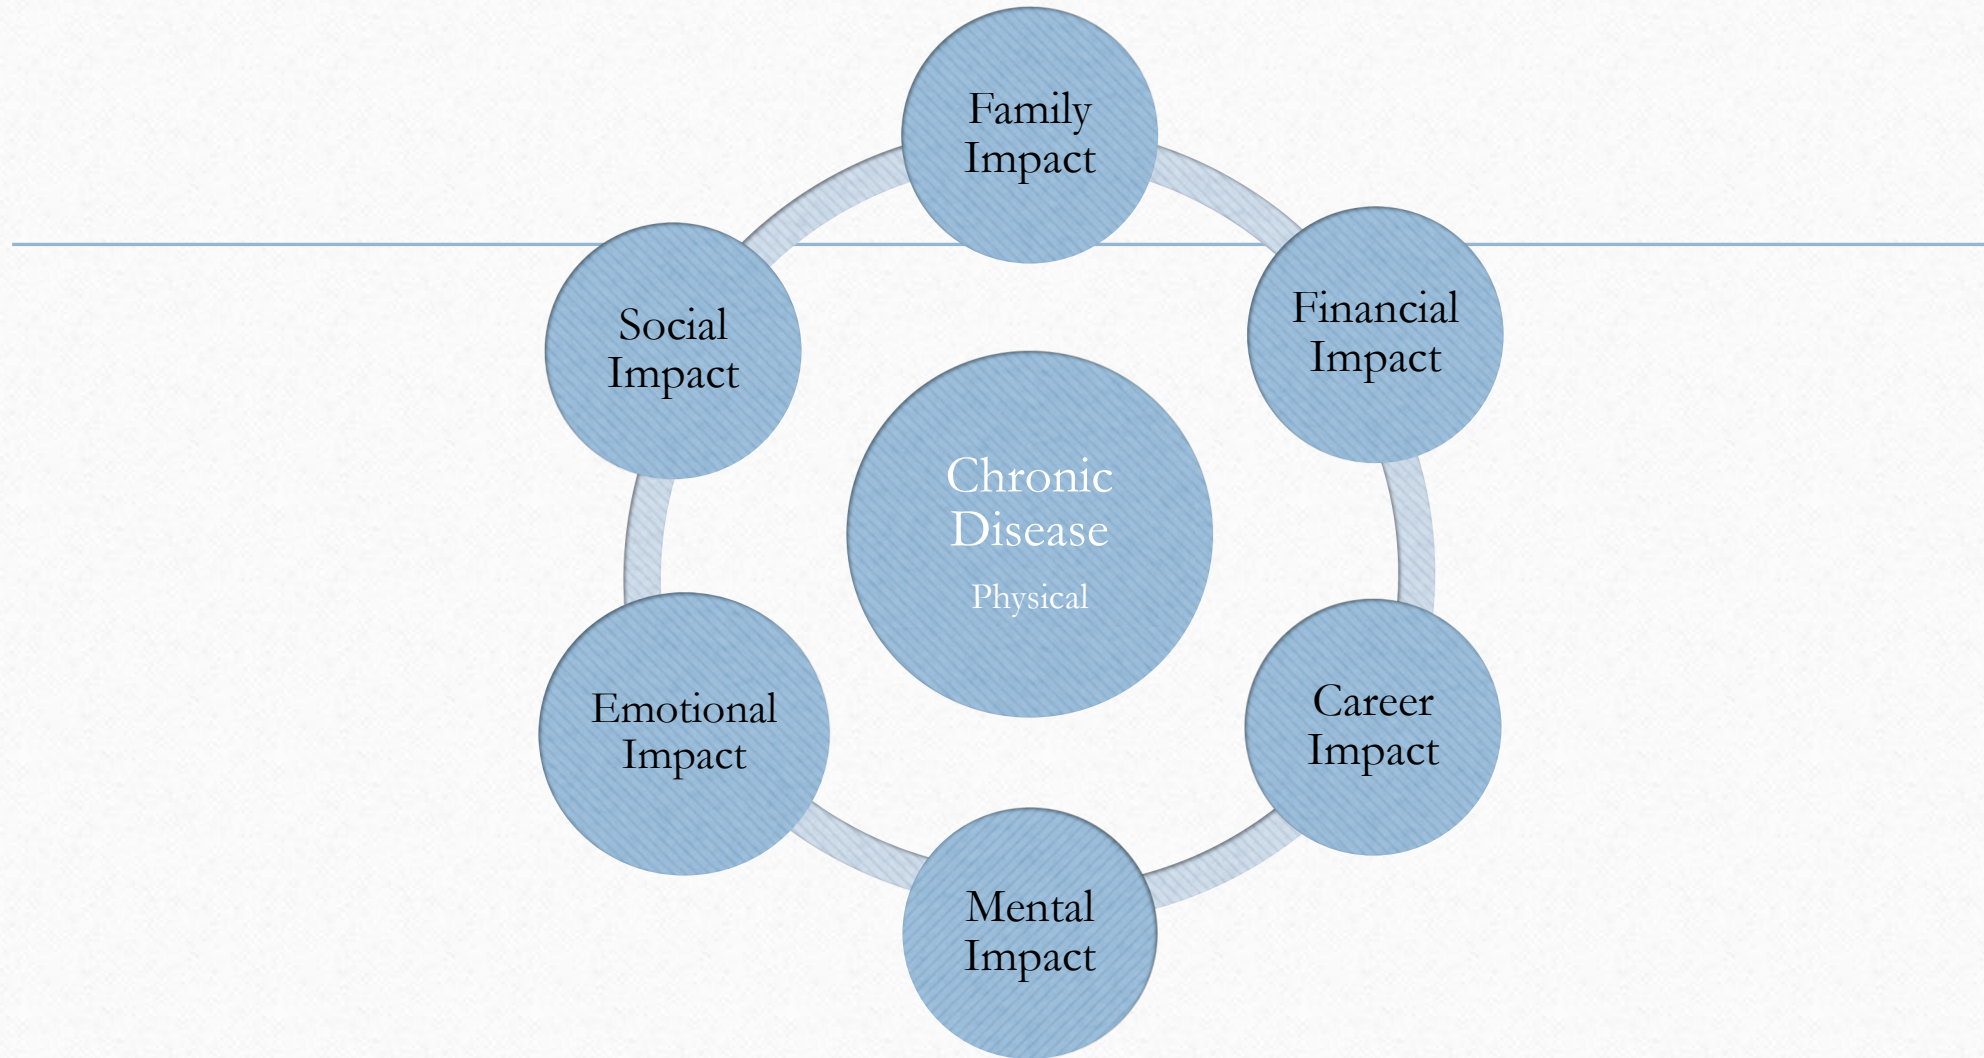 Family
Impact
Financial
Impact
Career
Impact
Mental
Impact
Emotional
Impact
Social
Impact
Chronic
Disease
Physical